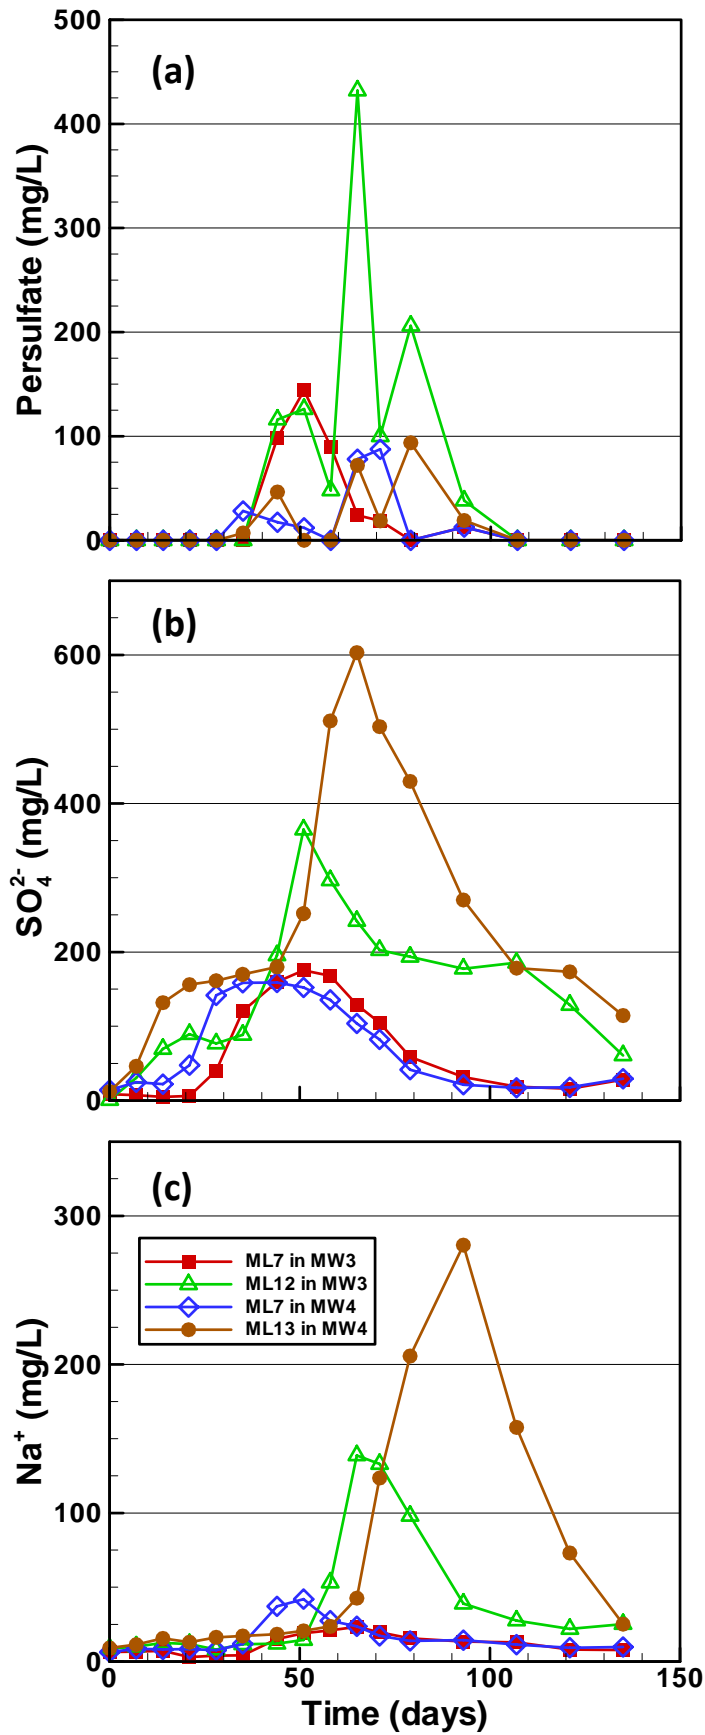 500
(a)
400
300
200
100
0
Persulfate (mg/L)
(b)
600
400
200
0
SO₄²⁻ (mg/L)
(c)
300
200
100
0
Na⁺ (mg/L)
ML7 in MW3
ML12 in MW3
ML7 in MW4
ML13 in MW4
0 50 100 150
Time (days)